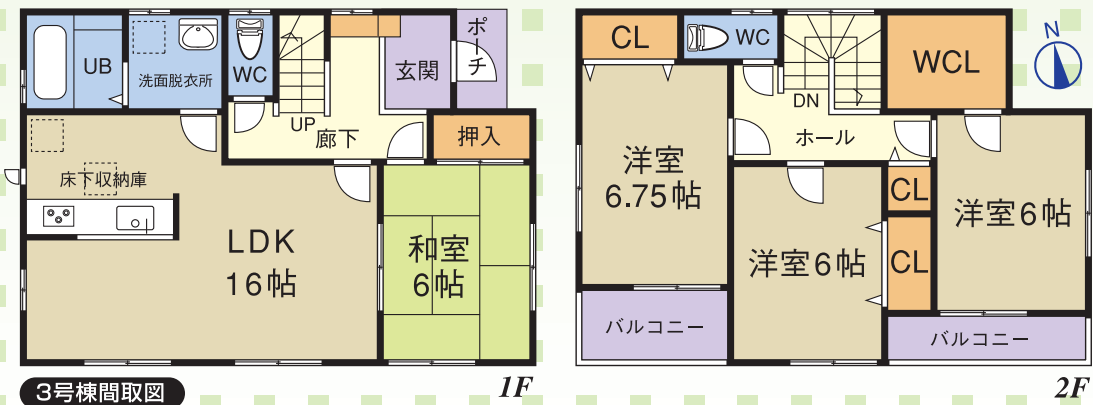 UB
洗面脱衣所
WC
UP
廊下
玄関
ポーチ
押入
床下収納庫
LDK
16帖
和室
6帖
3号棟間取図
1F
CL
WC
DN
WCL
N
ホール
洋室
6.75帖
洋室6帖
CL
CL
洋室6帖
バルコニー
バルコニー
2F